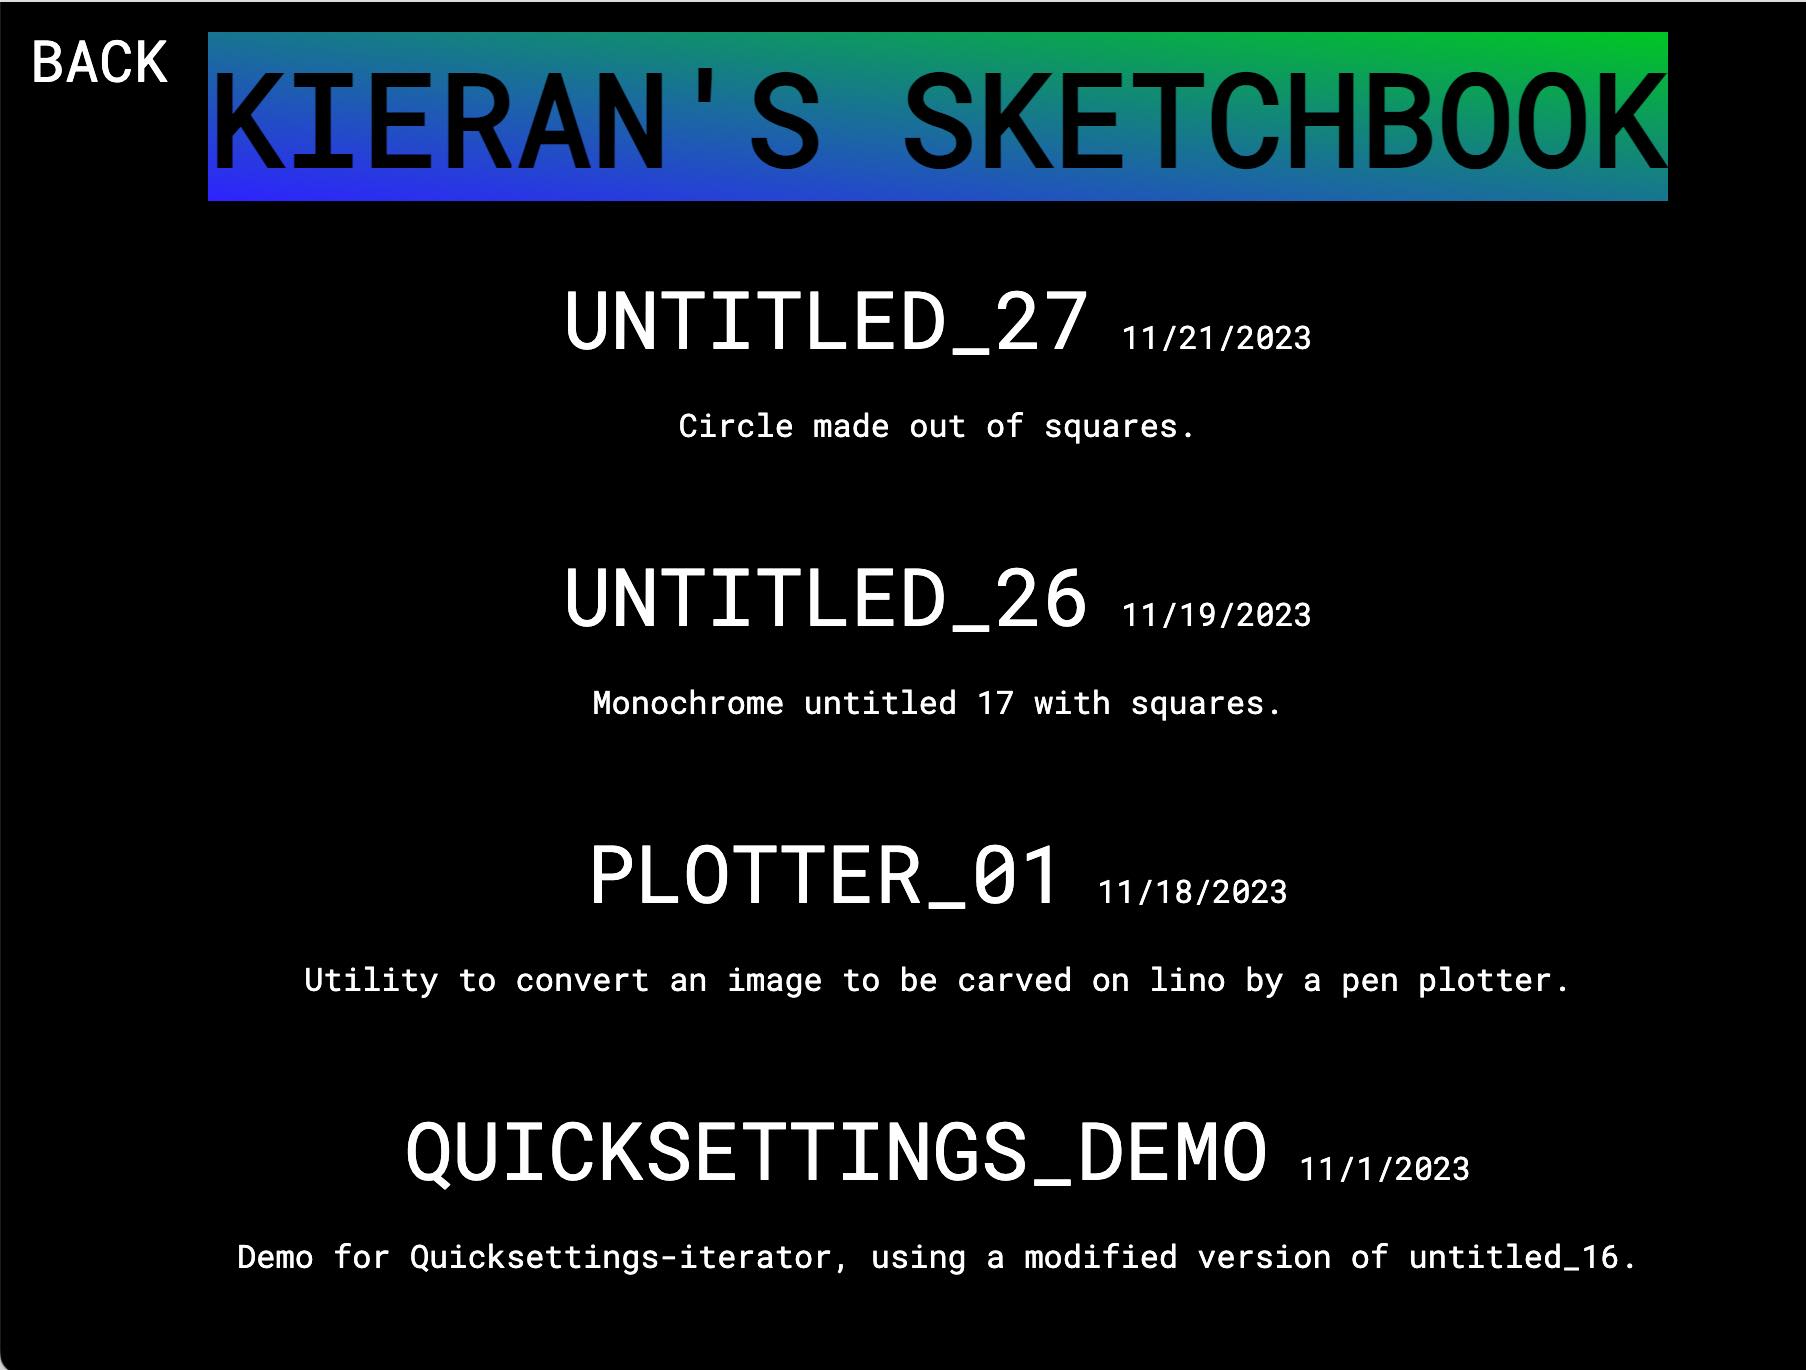 BACK
KIERAN'S SKETCHBOOK
UNTITLED_27 11/21/2023
Circle made out of squares.
UNTITLED_26 11/19/2023
Monochrome untitled 17 with squares.
PLOTTER_01 11/18/2023
Utility to convert an image to be carved on lino by a pen plotter.
QUICKSETTINGS_DEMO 11/1/2023
Demo for Quicksettings-iterator, using a modified version of untitled_16.